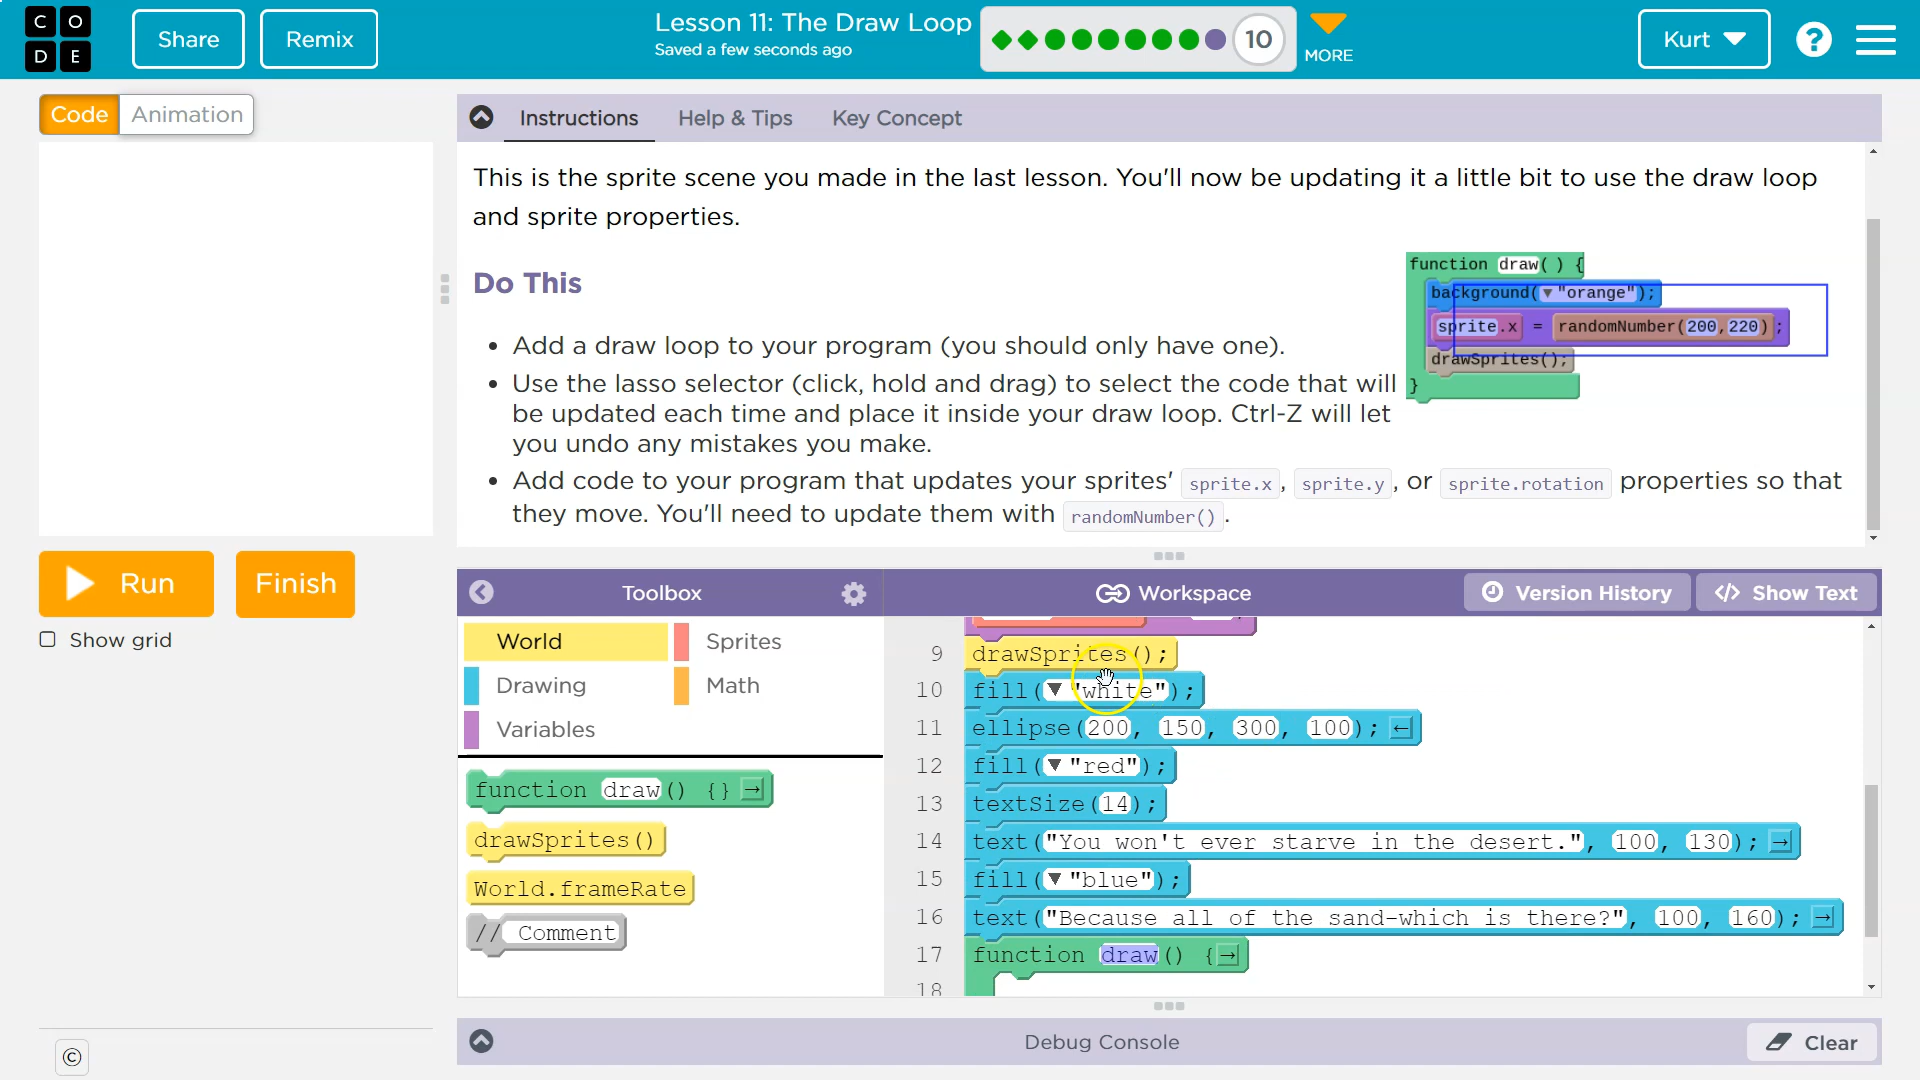 C O D E
Share
Remix
Lesson 11: The Draw Loop
Saved a few seconds ago
10
MORE
Kurt
?
Code
Animation
Instructions
Help & Tips
Key Concept
This is the sprite scene you made in the last lesson. You'll now be updating it a little bit to use the draw loop
and sprite properties.
Do This
• Add a draw loop to your program (you should only have one).
• Use the lasso selector (click, hold and drag) to select the code that will
be updated each time and place it inside your draw loop. Ctrl-Z will let
you undo any mistakes you make.
• Add code to your program that updates your sprites' sprite.x, sprite.y, or sprite.rotation properties so that
they move. You'll need to update them with randomNumber().
function draw( ) {
background(▼"orange");
sprite.x = randomNumber(200,220);
drawSprites();
}
Run
Finish
Show grid
Toolbox
Workspace
Version History
</> Show Text
World
Sprites
Drawing
Math
Variables
function draw() {} →
drawSprites()
World.frameRate
// Comment
9 drawSprites();
10 fill(▼"white");
11 ellipse(200, 150, 300, 100); ←
12 fill(▼"red");
13 textSize(14);
14 text("You won't ever starve in the desert.", 100, 130); →
15 fill(▼"blue");
16 text("Because all of the sand-which is there?", 100, 160); →
17 function draw() {→
18
Debug Console
Clear
©